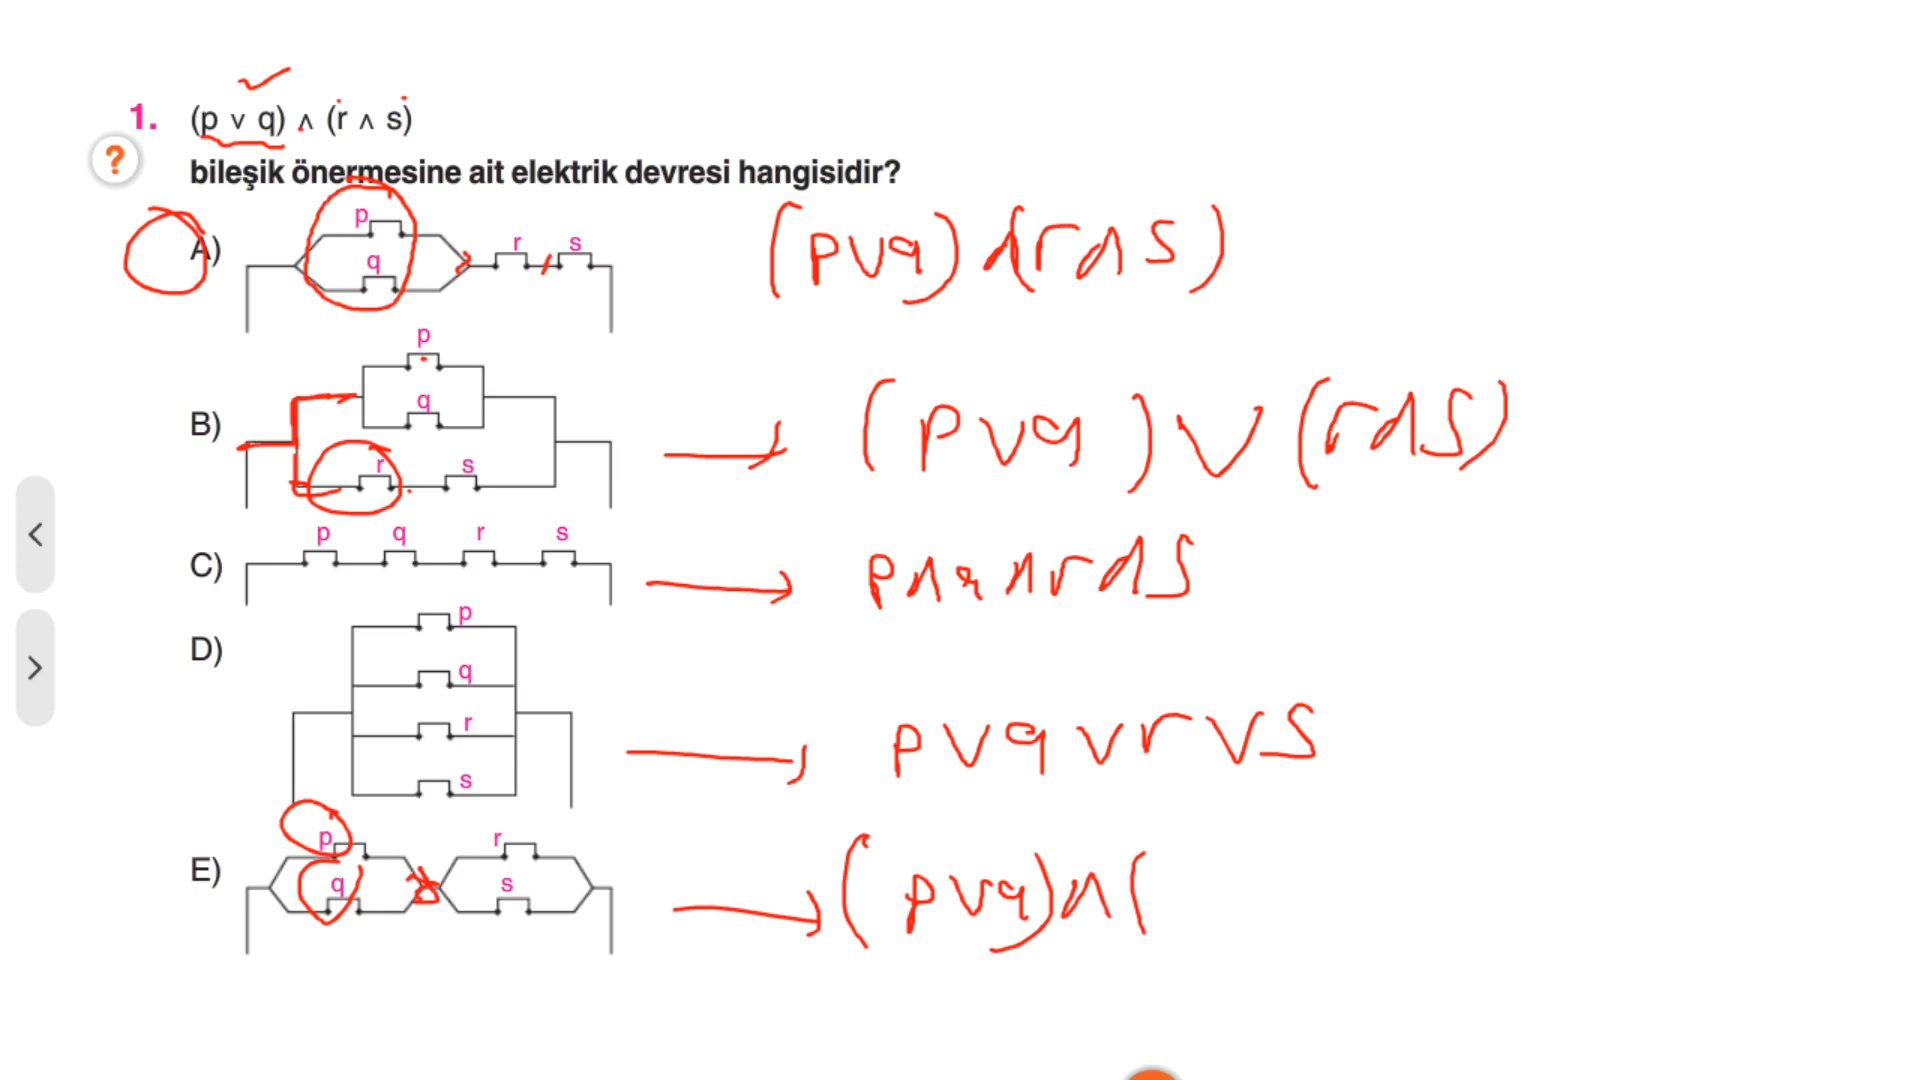 1. (p ∨ q) ∧ (r ∧ s)
?
bileşik önermesine ait elektrik devresi hangisidir?
A) p q r s
(p∨q) ∧(r∧s)
B) p q r s
(p∨q) ∨ (r∧s)
C) p q r s
p∧q∧r∧s
D) p q r s
p∨q∨r∨s
E) p q r s
(p∨q)∧(